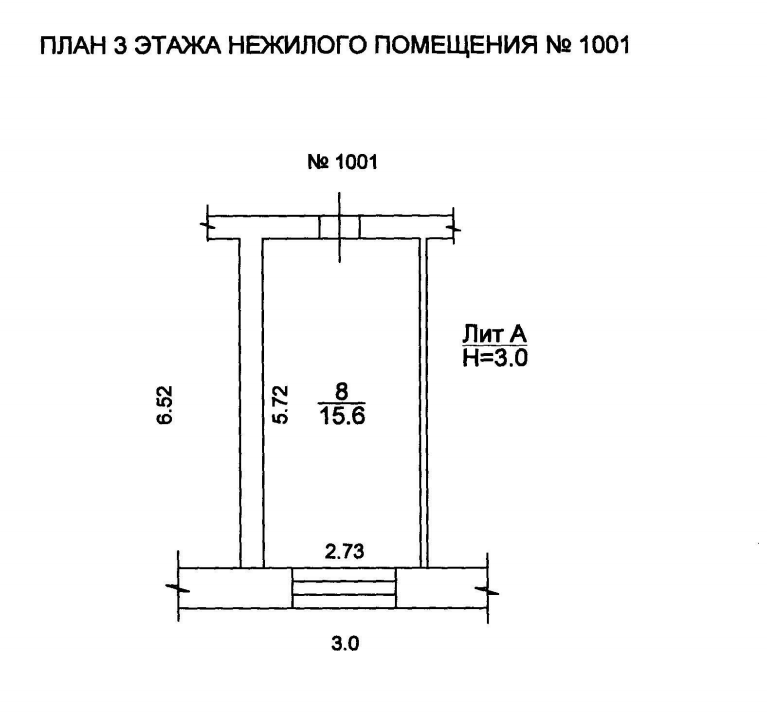 ПЛАН 3 ЭТАЖА НЕЖИЛОГО ПОМЕЩЕНИЯ № 1001
№ 1001
Лит А
Н=3.0
6.52
5.72
8
15.6
2.73
3.0